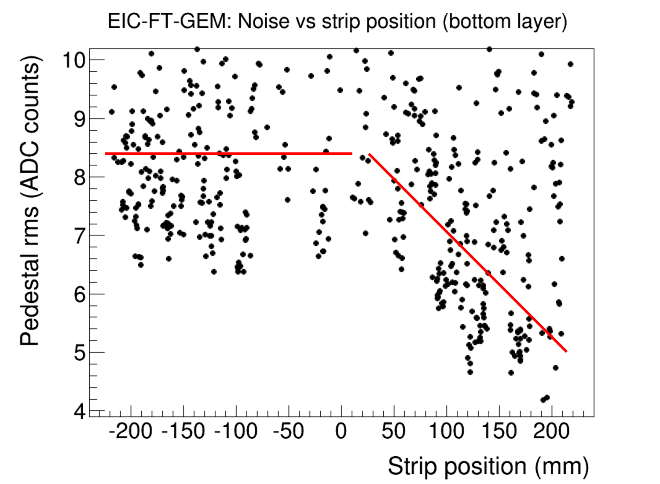 EIC-FT-GEM: Noise vs strip position (bottom layer)
Pedestal rms (ADC counts)
10
9
8
7
6
5
4
-200 -150 -100 -50 0 50 100 150 200
Strip position (mm)